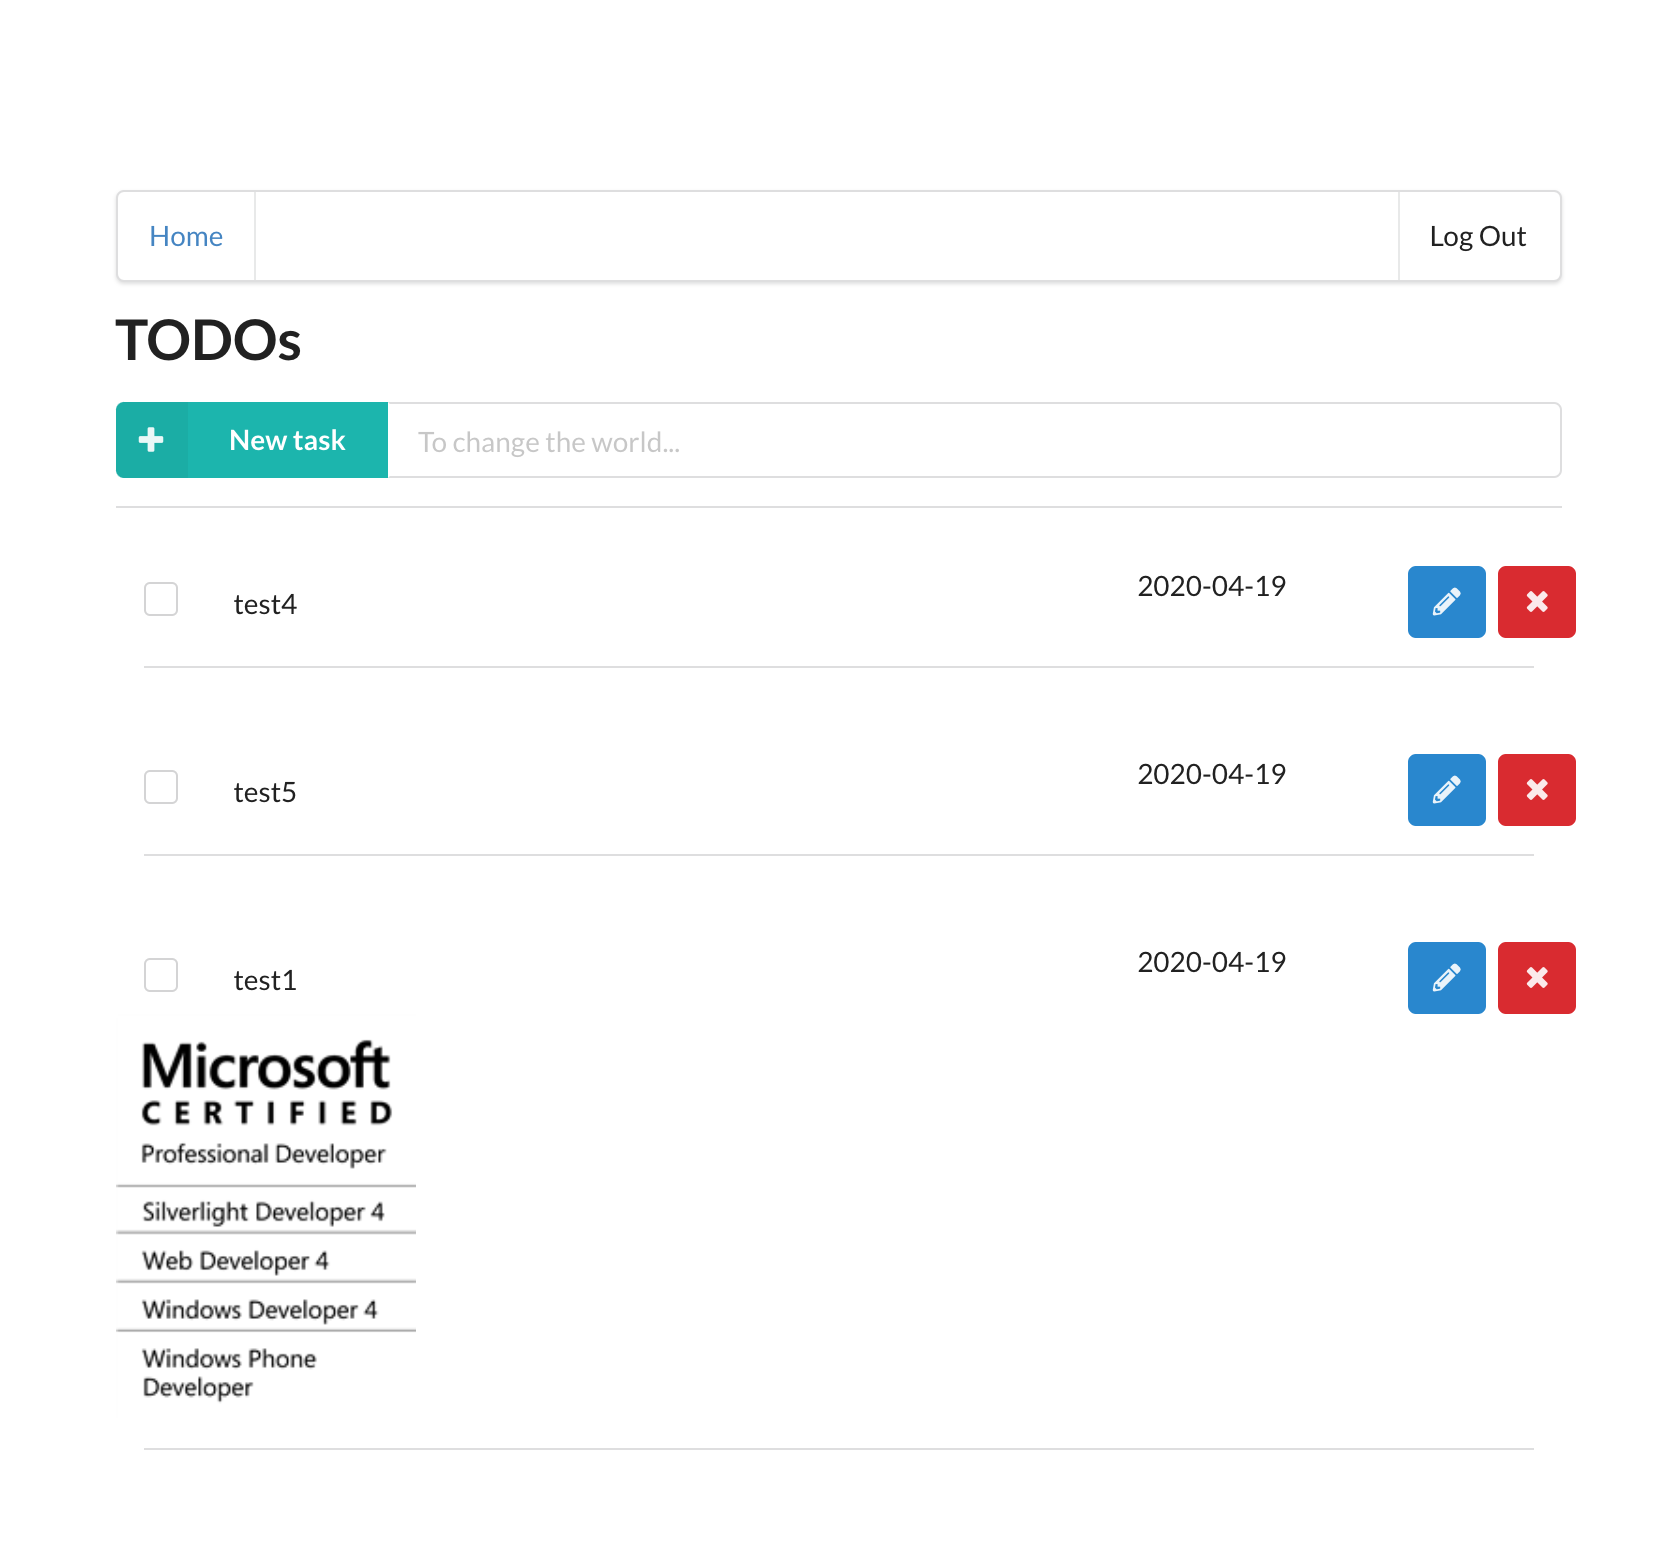 Home
Log Out
TODOs
New task
To change the world...
test4
2020-04-19
test5
2020-04-19
test1
2020-04-19
Microsoft
CERTIFIED
Professional Developer
Silverlight Developer 4
Web Developer 4
Windows Developer 4
Windows Phone
Developer